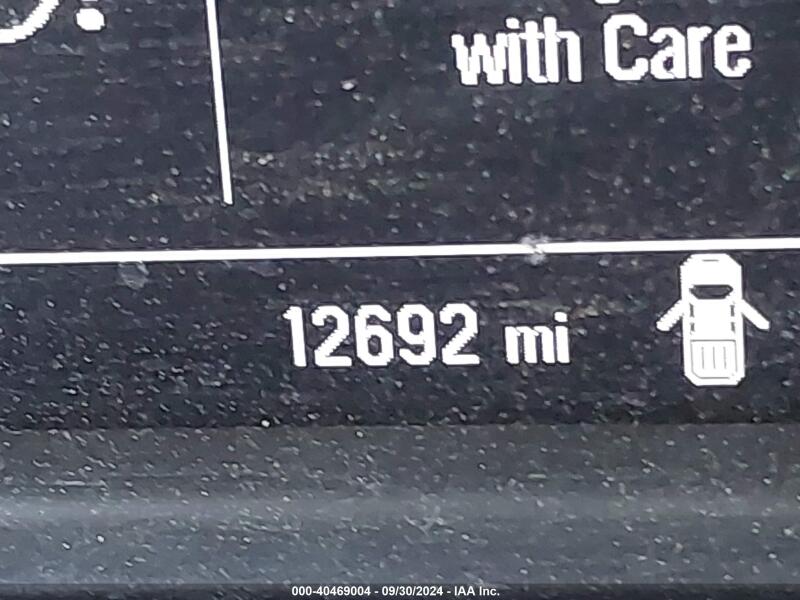 with Care
12692 mi
000-40469004 - 09/30/2024 - IAA Inc.